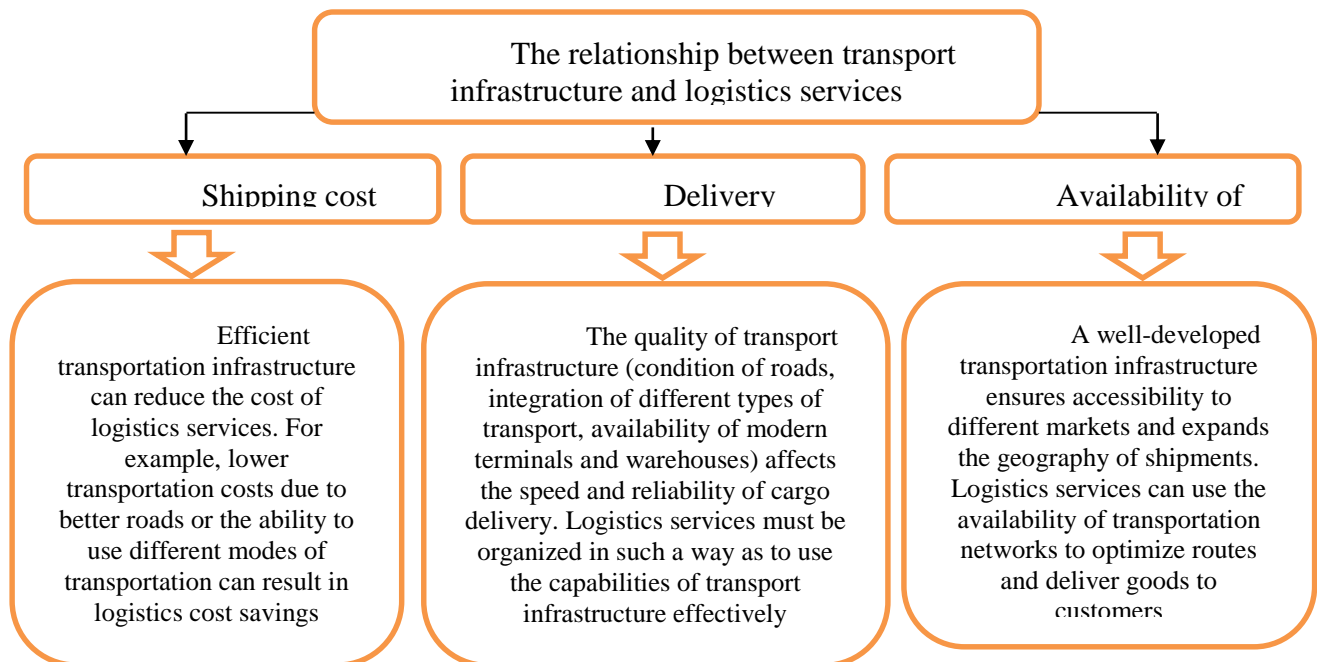 The relationship between transport
infrastructure and logistics services
Shipping cost
Delivery
Availability of
Efficient
transportation infrastructure
can reduce the cost of
logistics services. For
example, lower
transportation costs due to
better roads or the ability to
use different modes of
transportation can result in
logistics cost savings
The quality of transport
infrastructure (condition of roads,
integration of different types of
transport, availability of modern
terminals and warehouses) affects
the speed and reliability of cargo
delivery. Logistics services must be
organized in such a way as to use
the capabilities of transport
infrastructure effectively
A well-developed
transportation infrastructure
ensures accessibility to
different markets and expands
the geography of shipments.
Logistics services can use the
availability of transportation
networks to optimize routes
and deliver goods to
customers